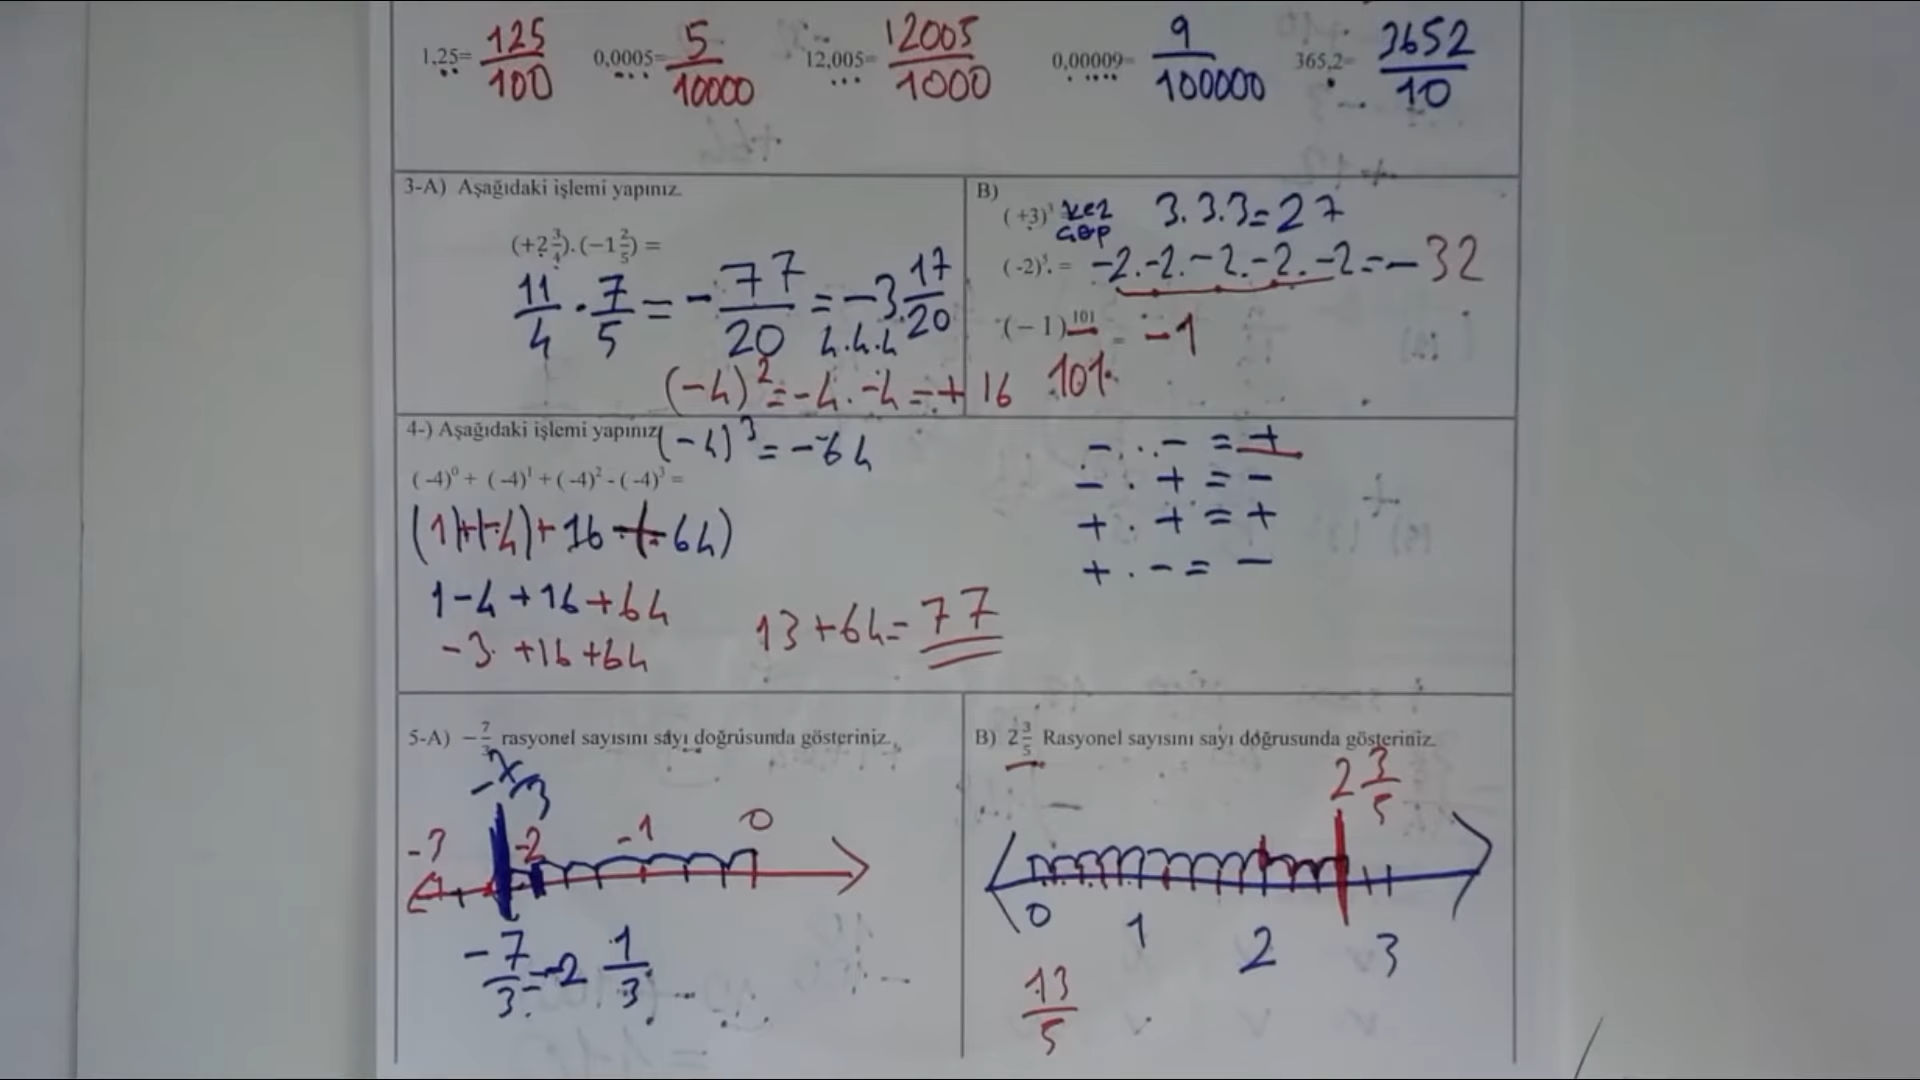 1,25= 125/100 0,0005= 5/10000 12,005= 12005/1000 0,00009= 9/100000 365,2= 3652/10
3-A) Aşağıdaki işlemi yapınız.
(+2 3/4).(−1 2/5) =
11/4 · 7/5 = −77/20 = −3 17/20
4.4.4
(−4)² = −4 . −4 = + 16
B)
(+3)³ kez çarp 3.3.3=27
(-2)⁵ = −2.−2.−2.−2.−2=−32
(−1)¹⁰¹ = −1
101
4-) Aşağıdaki işlemi yapınız
(−4)³ = −64
(-4)⁰ + (-4)¹ + (-4)² - (-4)³ =
(1)+(−4)+16−(−64)
1−4+16+64
−3 +16+64
13+64=77
− . − = +
− . + = −
+ . + = +
+ . − = −
5-A) −7/3 rasyonel sayısını sayı doğrusunda gösteriniz.
−7/3
−3 −2 −1 0
−7/3=−2 1/3
B) 2 3/5 Rasyonel sayısını sayı doğrusunda gösteriniz.
2 3/5
0 1 2 3
13/5